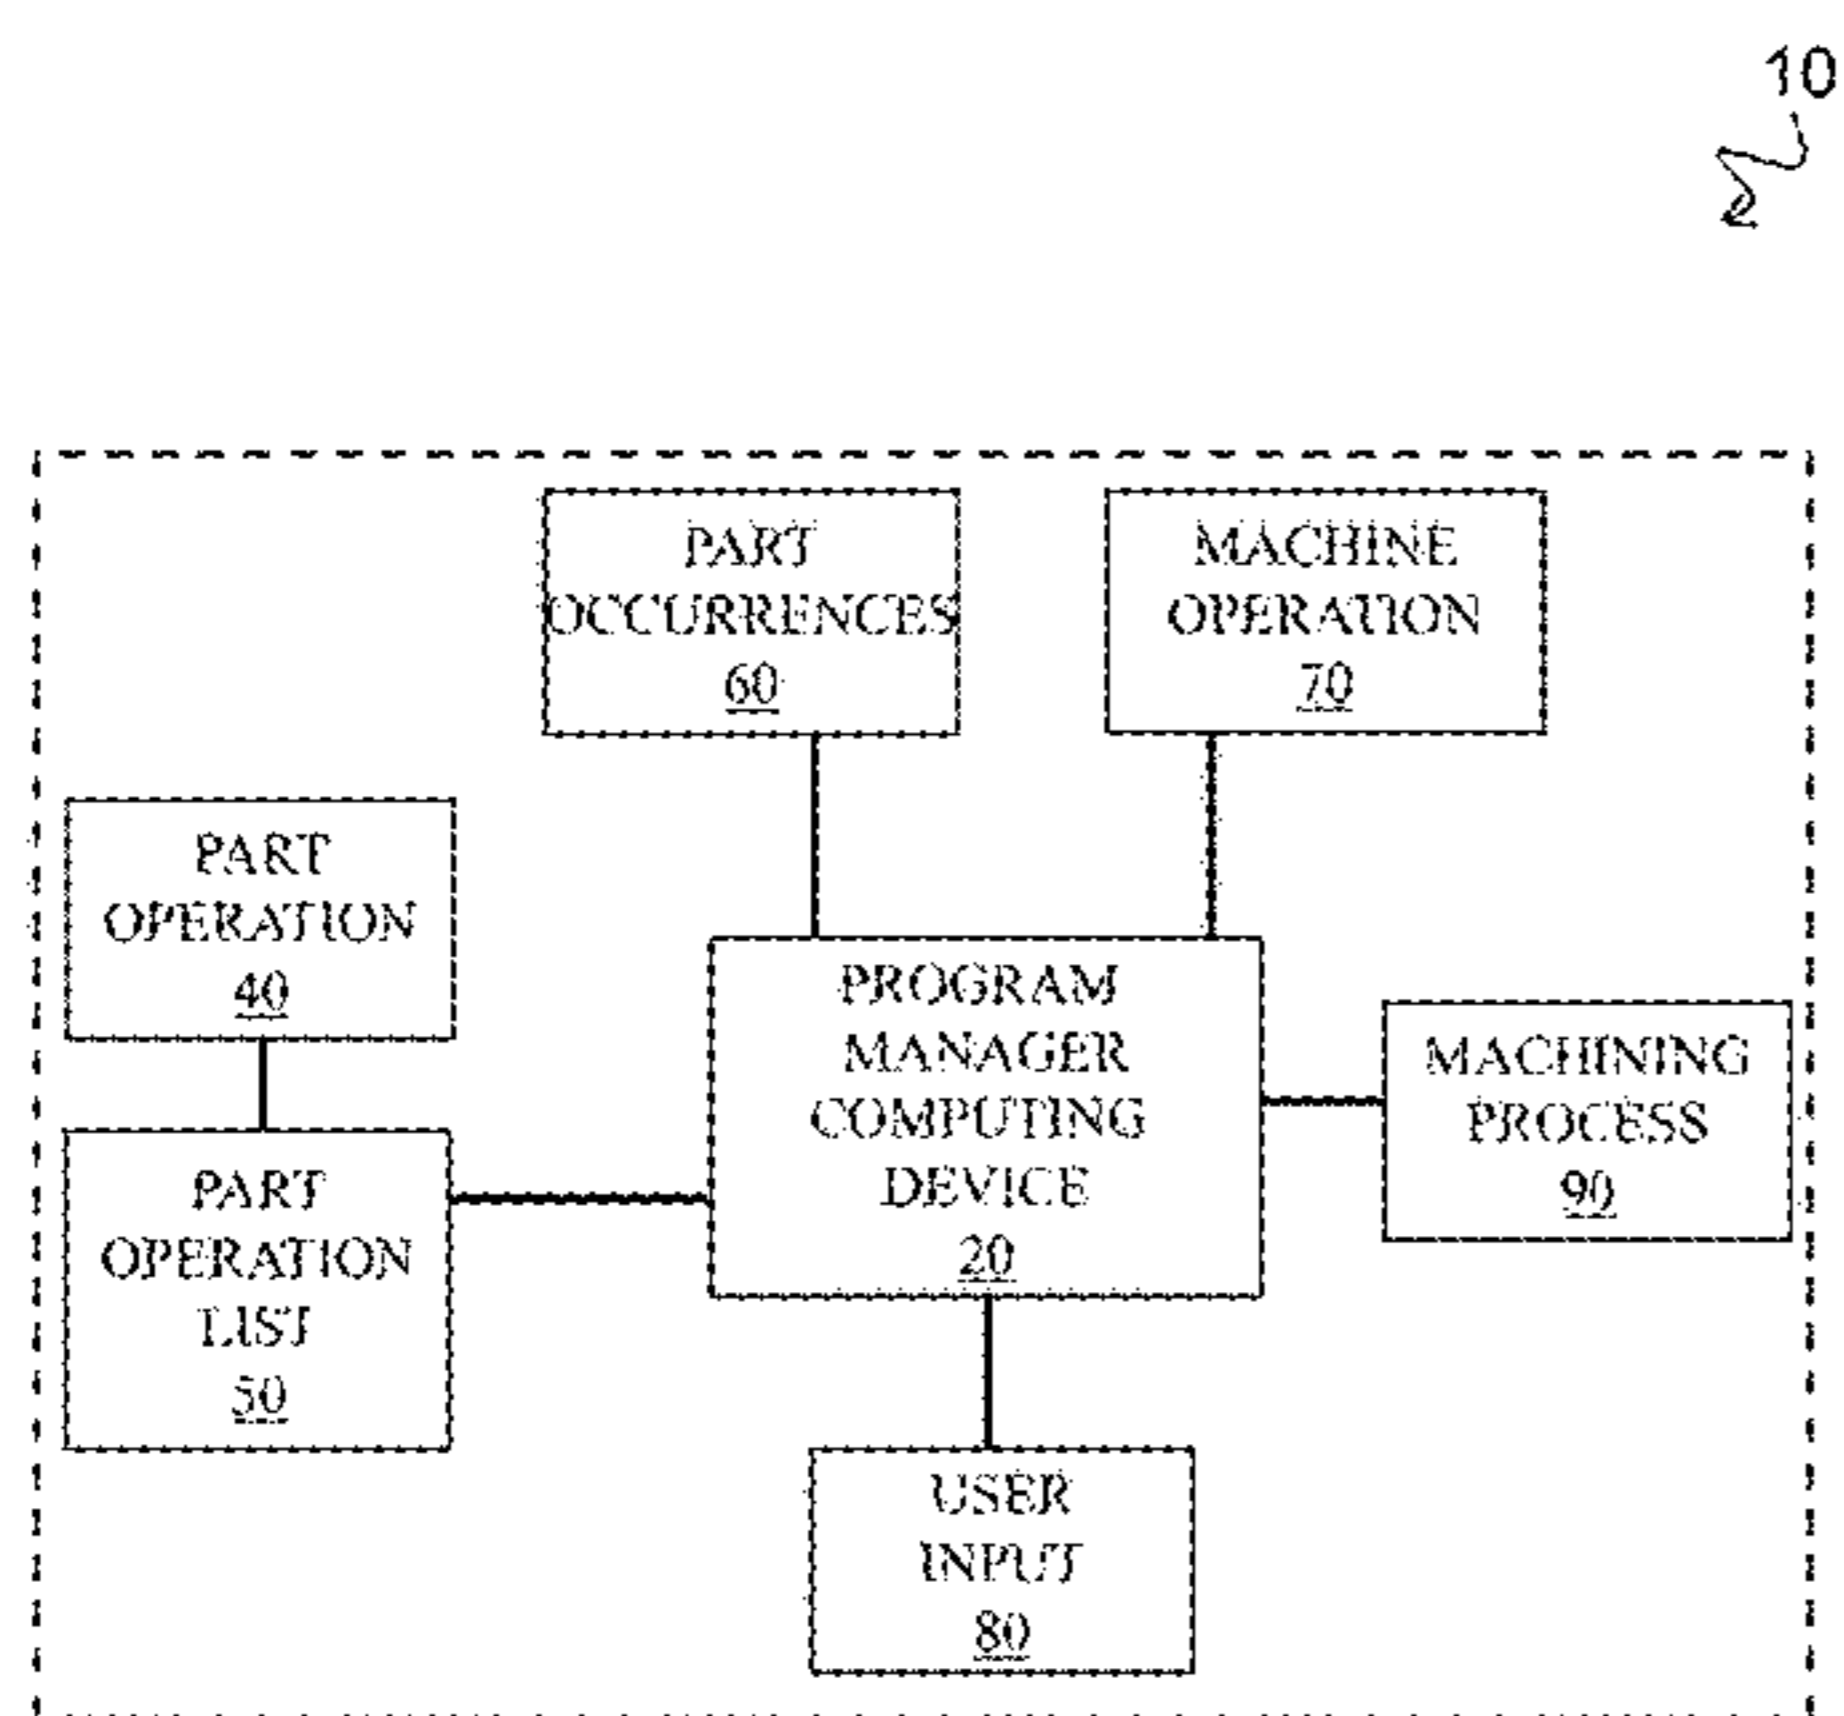 10
PART
OCCURRENCES
60
MACHINE
OPERATION
70
PART
OPERATION
40
PROGRAM
MANAGER
COMPUTING
DEVICE
20
MACHINING
PROCESS
90
PART
OPERATION
LIST
50
USER
INPUT
80